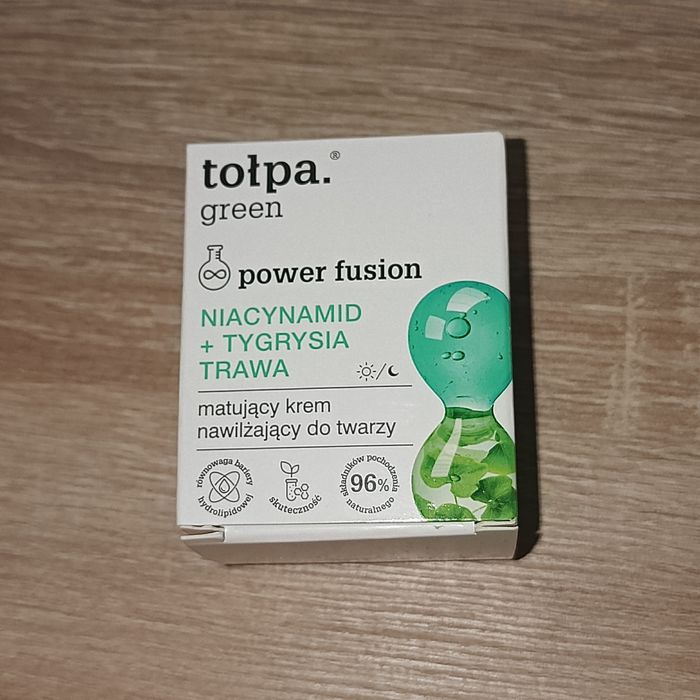 tołpa.®
green
power fusion
NIACYNAMID
+ TYGRYSIA
TRAWA
matujący krem
nawilżający do twarzy
równowaga bariery
hydrolipidowej
skuteczność
składników pochodzenia
96%
naturalnego